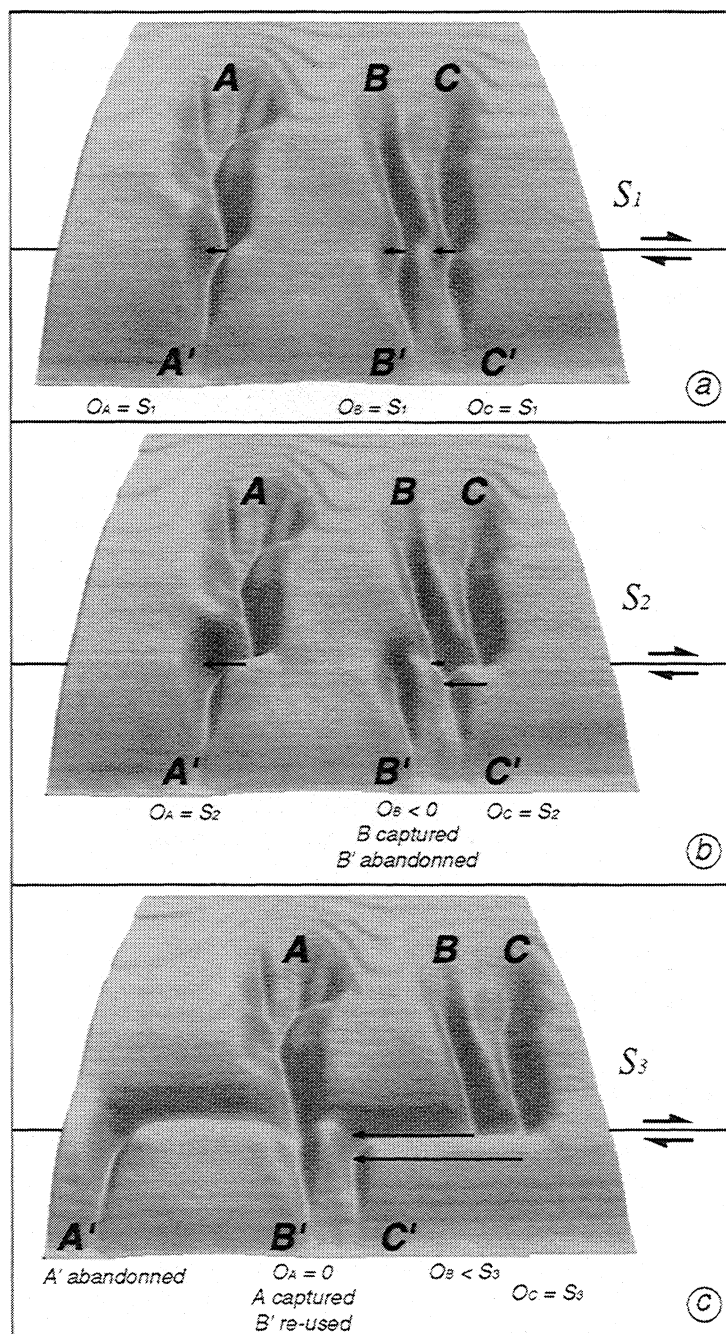 A B C
S1
A' B' C'
OA = S1 OB = S1 OC = S1
a
A B C
S2
A' B' C'
OA = S2 OB < 0 OC = S2
B captured
B' abandonned
b
A B C
S3
A' B' C'
A' abandonned OA = 0 OB < S3 OC = S3
A captured
B' re-used
c